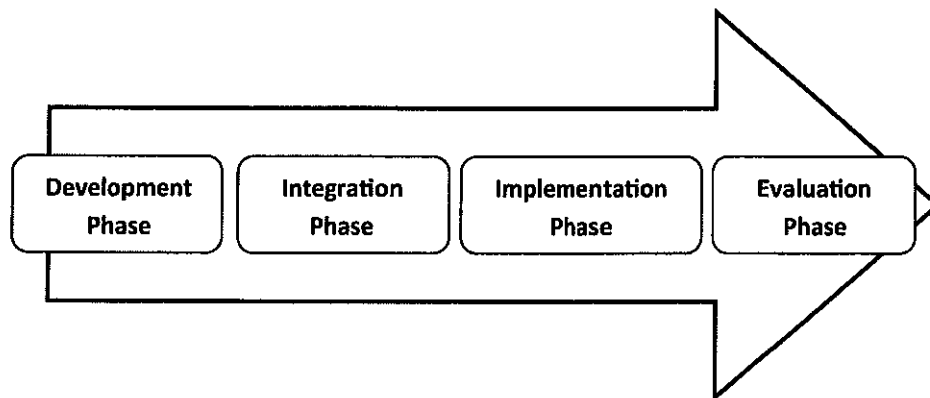 Development
Phase
Integration
Phase
Implementation
Phase
Evaluation
Phase